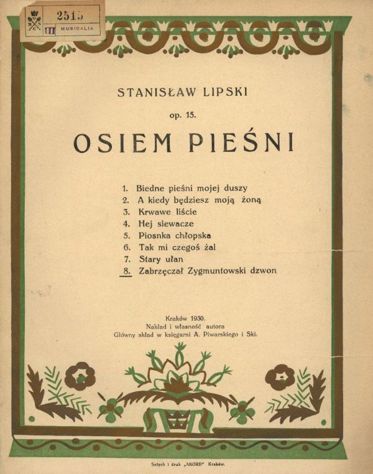 2515
III MUSICALIA
STANISŁAW LIPSKI
op. 15.
OSIEM PIEŚNI
1. Biedne pieśni mojej duszy
2. A kiedy będziesz moją żoną
3. Krwawe liście
4. Hej siewacze
5. Piosnka chłopska
6. Tak mi czegoś żal
7. Stary ułan
8. Zabrzęczał Zygmuntowski dzwon
Kraków 1930.
Nakład i własność autora
Główny skład w księgarni A. Piwarskiego i Ski.
Sztych i druk „AKORD" Kraków.